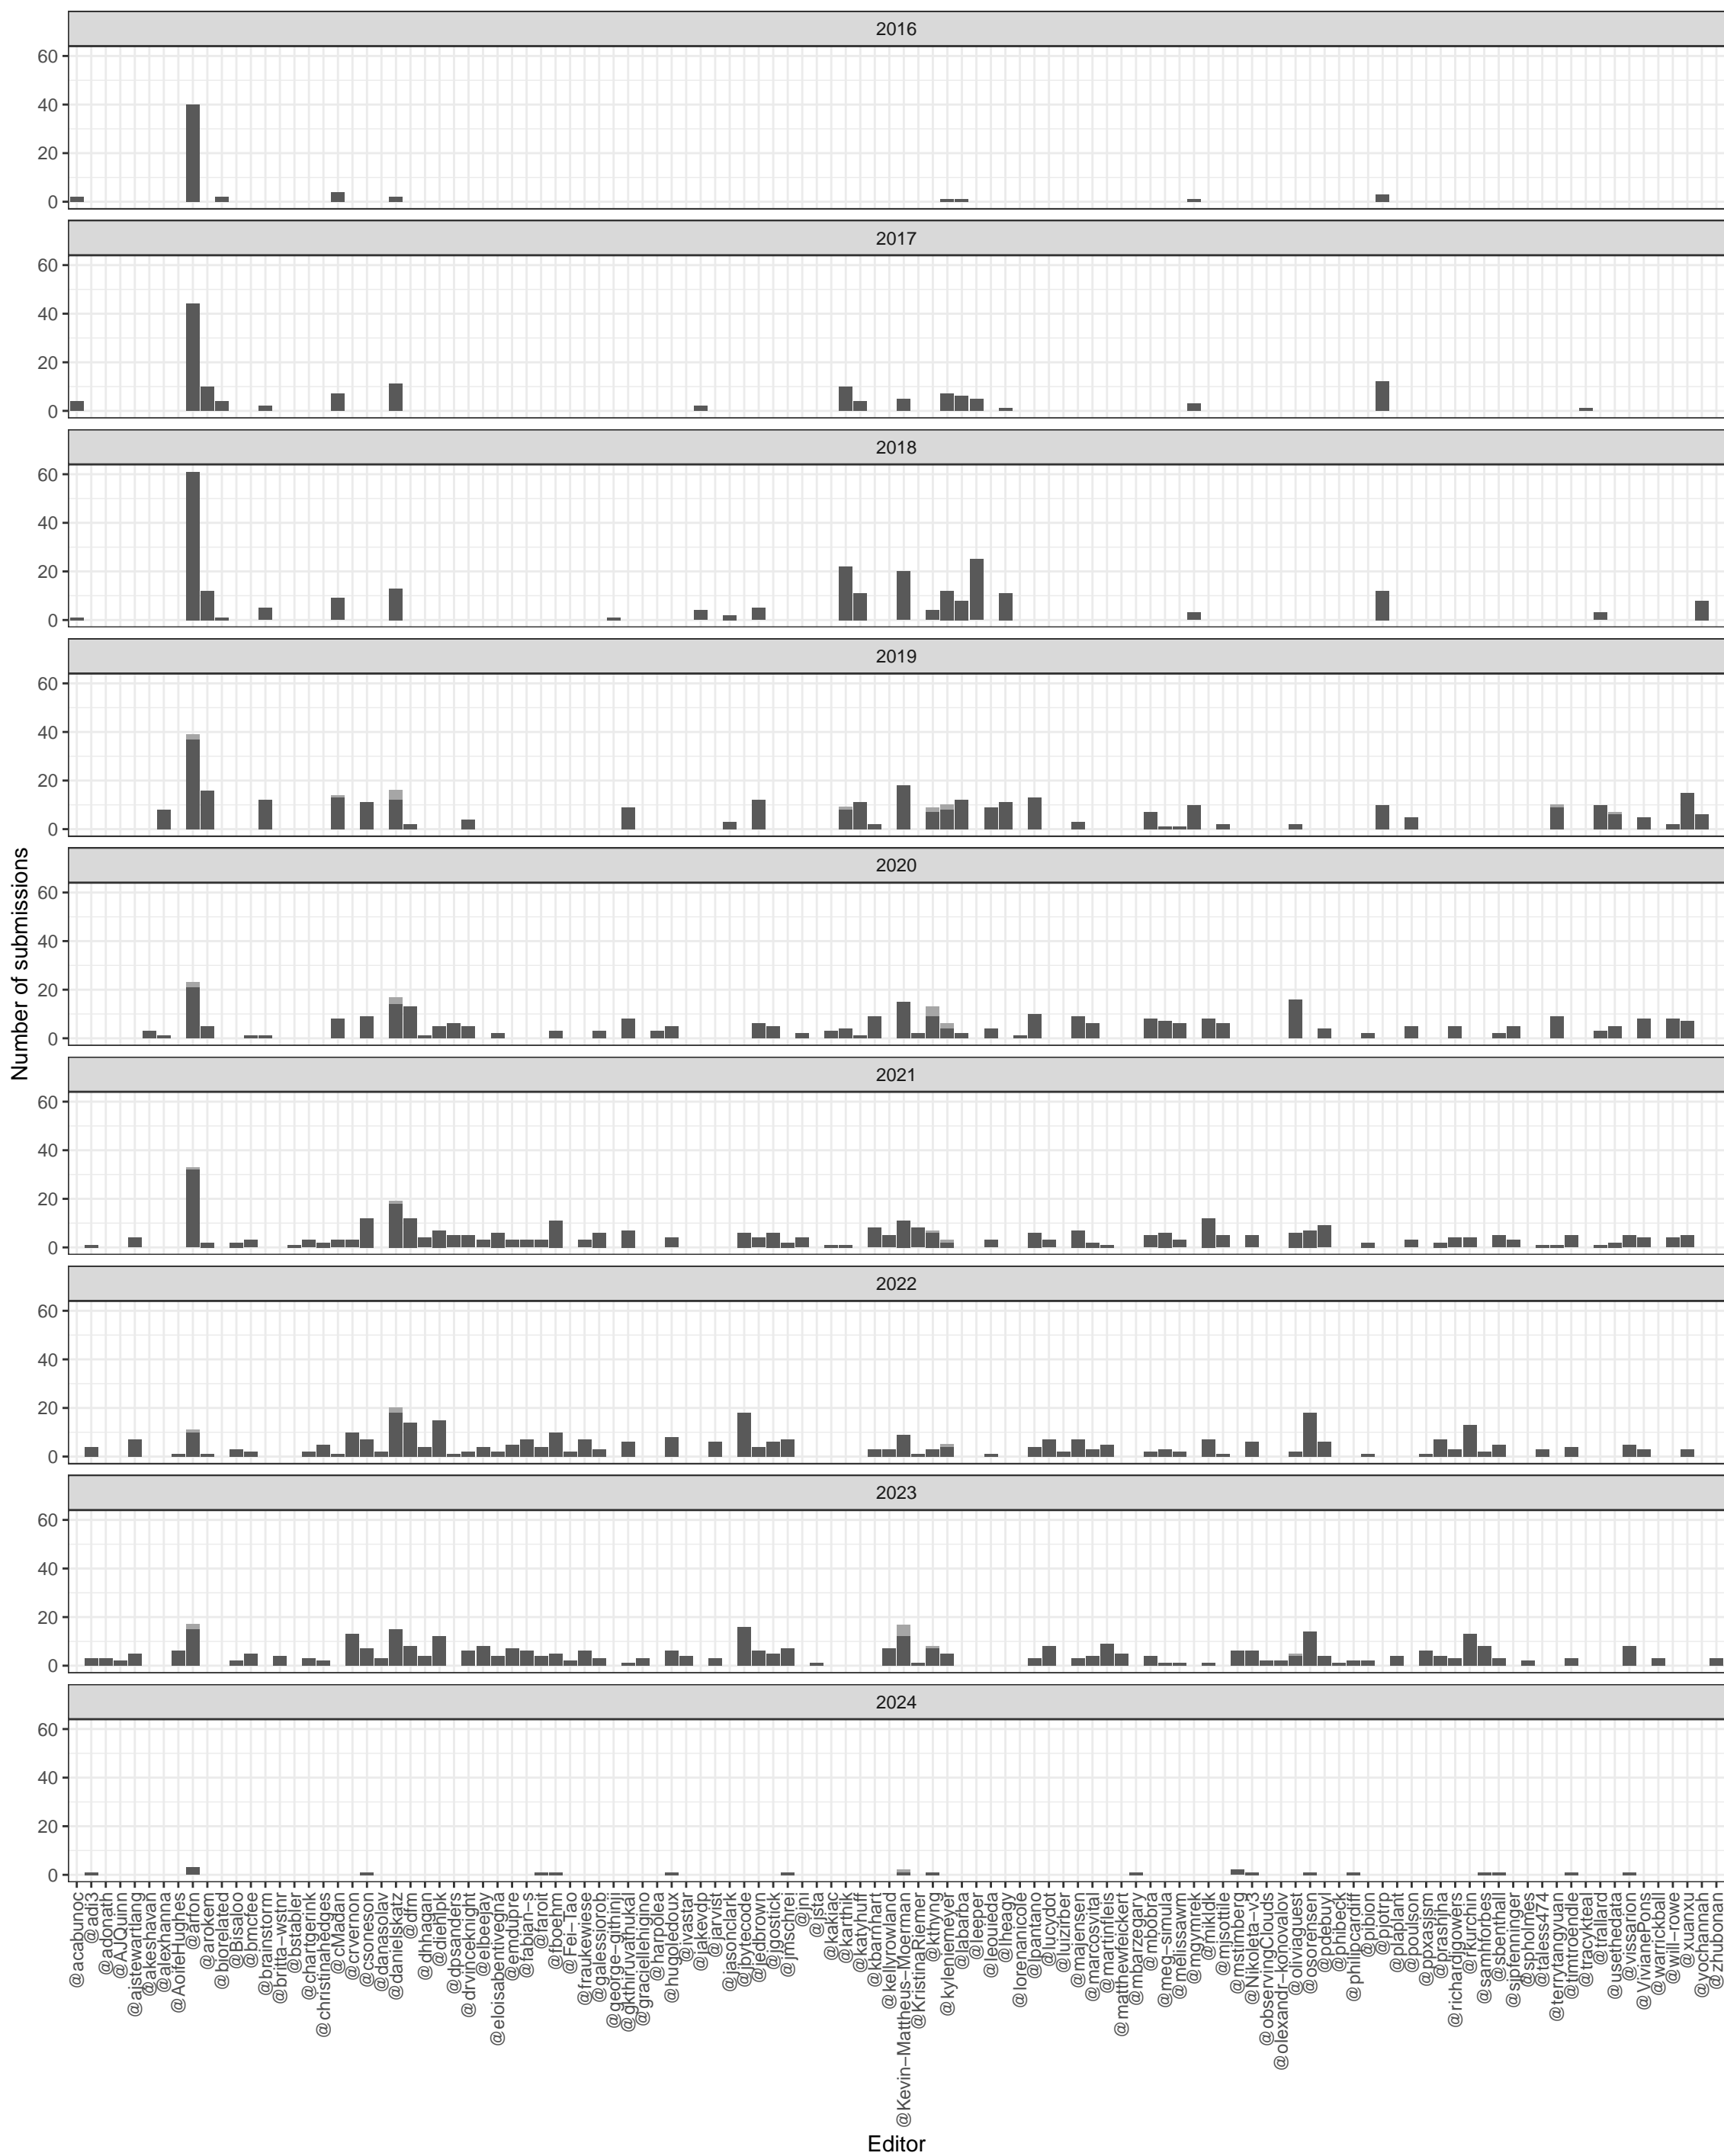 2016
60
40
20
0
2017
60
40
20
0
2018
60
40
20
0
2019
60
40
20
0
2020
60
40
20
0
2021
60
40
20
0
2022
60
40
20
0
2023
60
40
20
0
2024
60
40
20
0
Number of submissions
@acabunoc
@adi3
@adonath
@AJQuinn
@ajstewartlang
@akeshavan
@alexhanna
@AoifeHughes
@arfon
@arokem
@biorelated
@Bisaloo
@bmcfee
@brainstorm
@britta-wstnr
@bstabler
@chartgerink
@christinahedges
@cMadan
@crvernon
@csoneson
@danasolav
@danielskatz
@dfm
@dhhagan
@diehlpk
@dpsanders
@drvinceknight
@elbeejay
@eloisabentivegna
@emdupre
@fabian-s
@faroit
@fboehm
@Fei-Tao
@fraukewiese
@galessiorob
@george-githinji
@gkthiruvathukal
@graciellehigino
@harpolea
@hugoledoux
@ivastar
@jakevdp
@jarvist
@jasonclark
@jbytecode
@jedbrown
@jgostick
@jmschrei
@jni
@jsta
@kakiac
@karthik
@katyhuff
@kbarnhart
@kellyrowland
@Kevin-Mattheus-Moerman
@KristinaRiemer
@kthyng
@kyleniemeyer
@labarba
@leeper
@leouieda
@lheagy
@lorenanicole
@lpantano
@lucydot
@luizirber
@majensen
@marcosvital
@martinfleis
@matthewfeickert
@mbarzegary
@mbobra
@meg-simula
@melissawm
@mgymrek
@mikldk
@mjsottile
@mstimberg
@Nikoleta-v3
@observingClouds
@olexandr-konovalov
@oliviaguest
@osorensen
@pdebuyl
@phibeck
@philipcardiff
@pibion
@pjotrp
@plaplant
@poulson
@ppxasjsm
@prashjha
@richardjgowers
@rkurchin
@samhforbes
@sbenthall
@sjpfenninger
@spholmes
@taless474
@terrytangyuan
@timtroendle
@tracykteal
@trallard
@usethedata
@vissarion
@VivianePons
@warrickball
@will-rowe
@xuanxu
@yochannah
@zhubonan
Editor